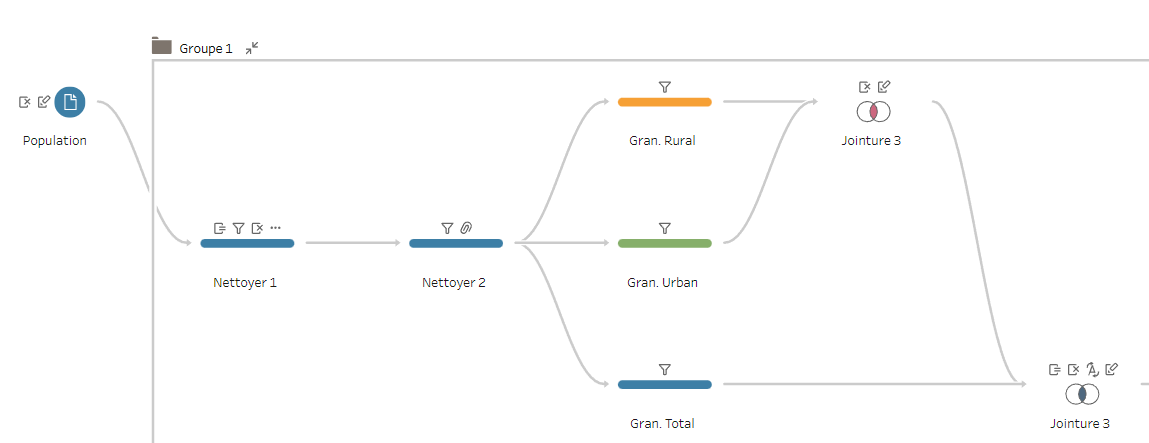 Groupe 1
Population
Gran. Rural
Jointure 3
Nettoyer 1
Nettoyer 2
Gran. Urban
Gran. Total
Jointure 3